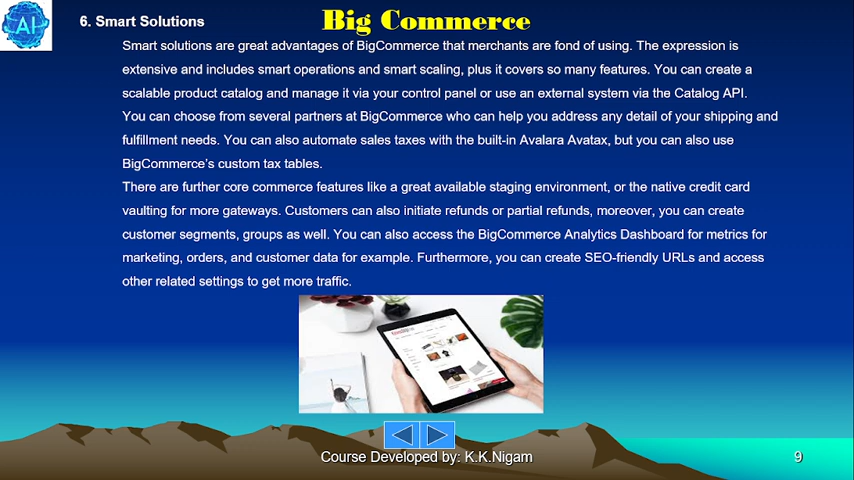 AI
Big Commerce
6. Smart Solutions
Smart solutions are great advantages of BigCommerce that merchants are fond of using. The expression is
extensive and includes smart operations and smart scaling, plus it covers so many features. You can create a
scalable product catalog and manage it via your control panel or use an external system via the Catalog API.
You can choose from several partners at BigCommerce who can help you address any detail of your shipping and
fulfillment needs. You can also automate sales taxes with the built-in Avalara Avatax, but you can also use
BigCommerce’s custom tax tables.
There are further core commerce features like a great available staging environment, or the native credit card
vaulting for more gateways. Customers can also initiate refunds or partial refunds, moreover, you can create
customer segments, groups as well. You can also access the BigCommerce Analytics Dashboard for metrics for
marketing, orders, and customer data for example. Furthermore, you can create SEO-friendly URLs and access
other related settings to get more traffic.
Course Developed by: K.K.Nigam
9